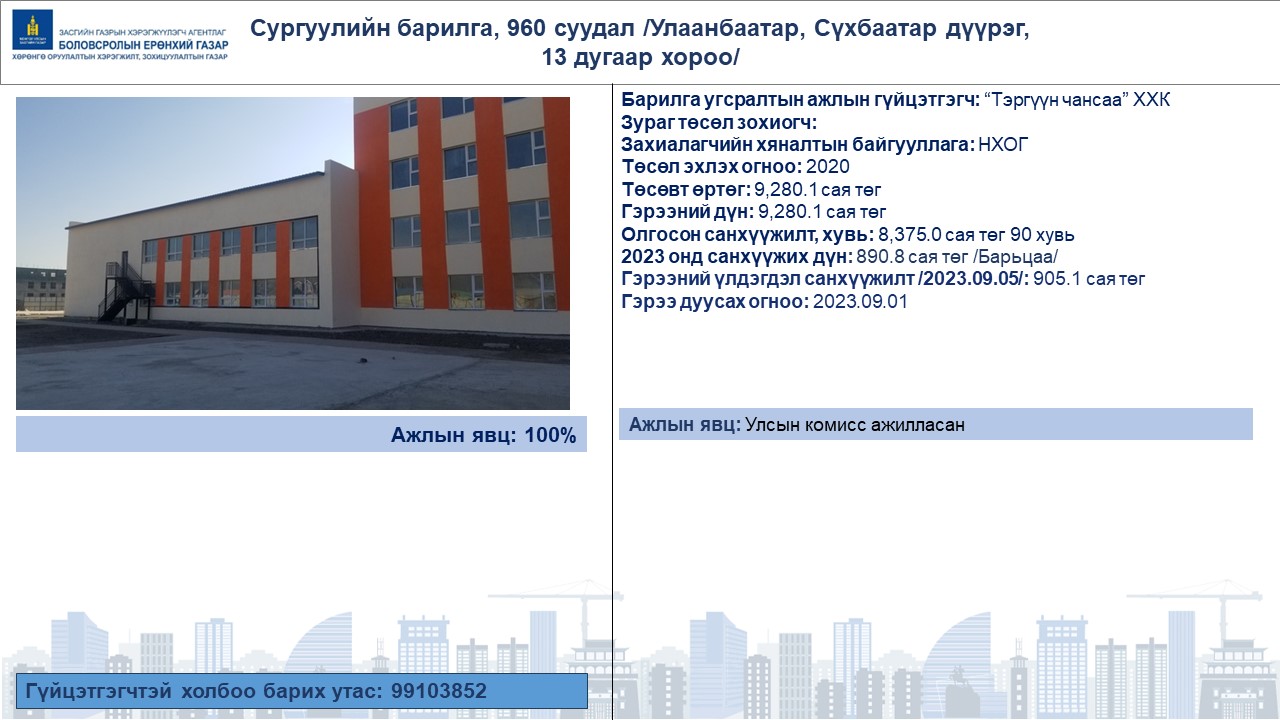 ЗАСГИЙН ГАЗРЫН ХЭРЭГЖҮҮЛЭГЧ АГЕНТЛАГ
БОЛОВСРОЛЫН ЕРӨНХИЙ ГАЗАР
ХӨРӨНГӨ ОРУУЛАЛТЫН ХЭРЭГЖИЛТ, ЗОХИЦУУЛАЛТЫН ГАЗАР
Сургуулийн барилга, 960 суудал /Улаанбаатар, Сүхбаатар дүүрэг,
13 дугаар хороо/
Ажлын явц: 100%
Гүйцэтгэгчтэй холбоо барих утас: 99103852
Барилга угсралтын ажлын гүйцэтгэгч: “Тэргүүн чансаа” ХХК
Зураг төсөл зохиогч:
Захиалагчийн хяналтын байгууллага: НХОГ
Төсөл эхлэх огноо: 2020
Төсөвт өртөг: 9,280.1 сая төг
Гэрээний дүн: 9,280.1 сая төг
Олгосон санхүүжилт, хувь: 8,375.0 сая төг 90 хувь
2023 онд санхүүжих дүн: 890.8 сая төг /Барьцаа/
Гэрээний үлдэгдэл санхүүжилт /2023.09.05/: 905.1 сая төг
Гэрээ дуусах огноо: 2023.09.01
Ажлын явц: Улсын комисс ажилласан